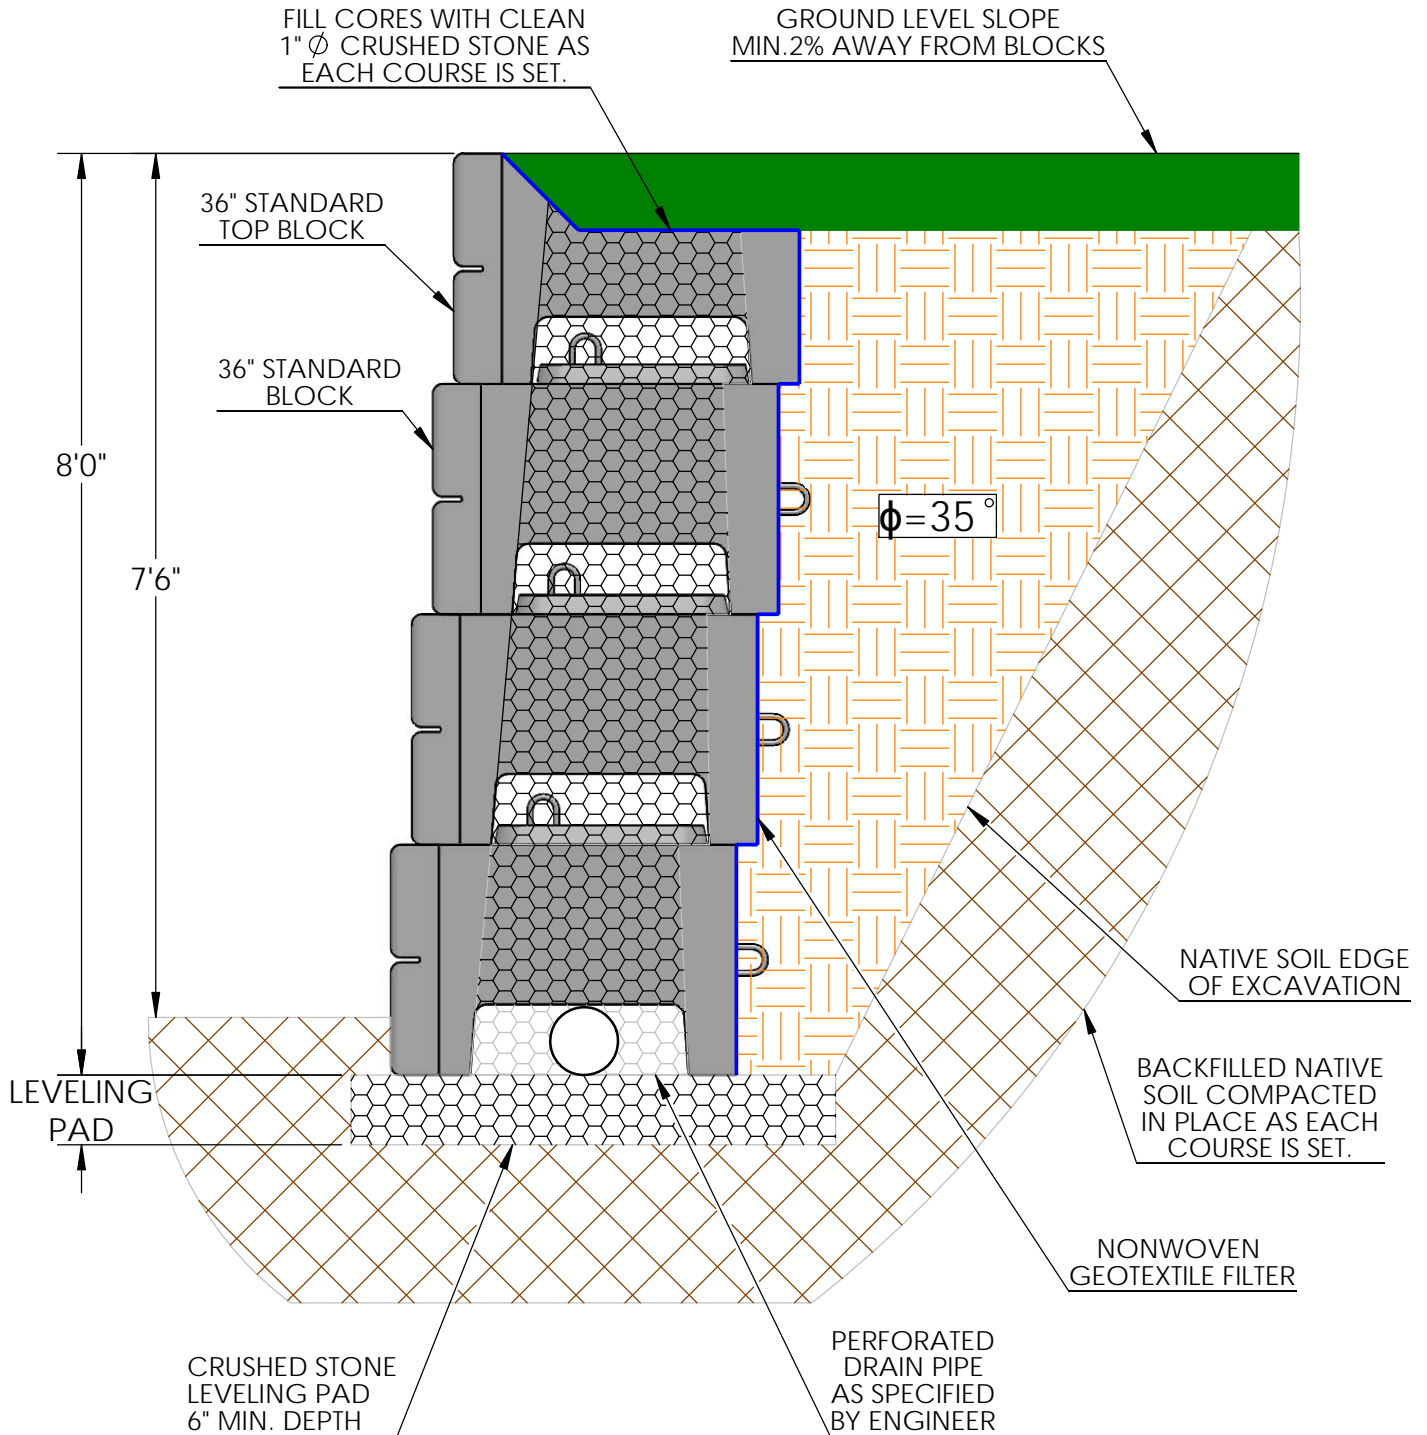 FILL CORES WITH CLEAN
1" Ø CRUSHED STONE AS
EACH COURSE IS SET.
GROUND LEVEL SLOPE
MIN.2% AWAY FROM BLOCKS
36" STANDARD
TOP BLOCK
36" STANDARD
BLOCK
8'0"
7'6"
ϕ=35°
LEVELING
PAD
NATIVE SOIL EDGE
OF EXCAVATION
BACKFILLED NATIVE
SOIL COMPACTED
IN PLACE AS EACH
COURSE IS SET.
NONWOVEN
GEOTEXTILE FILTER
CRUSHED STONE
LEVELING PAD
6" MIN. DEPTH
PERFORATED
DRAIN PIPE
AS SPECIFIED
BY ENGINEER